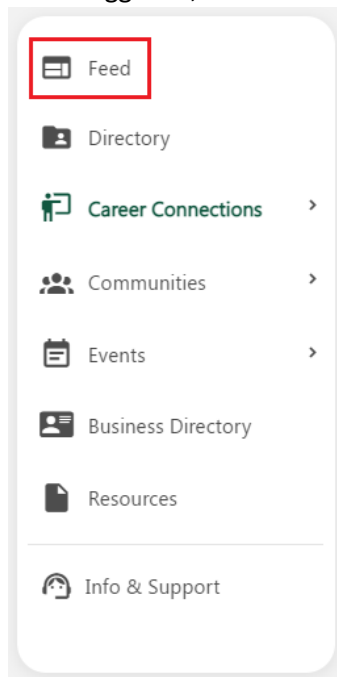 Feed
Directory
Career Connections
Communities
Events
Business Directory
Resources
Info & Support